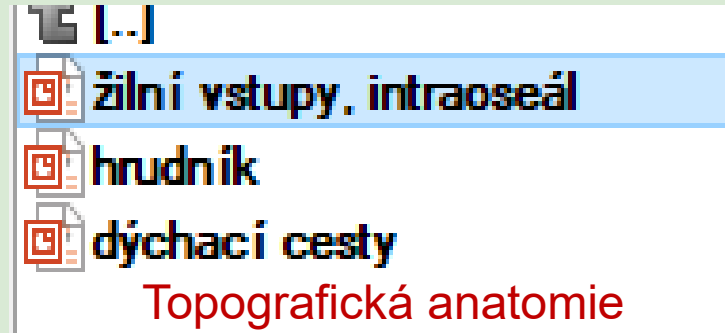 [..]
žilní vstupy, intraoseál
hrudník
dýchací cesty
Topografická anatomie